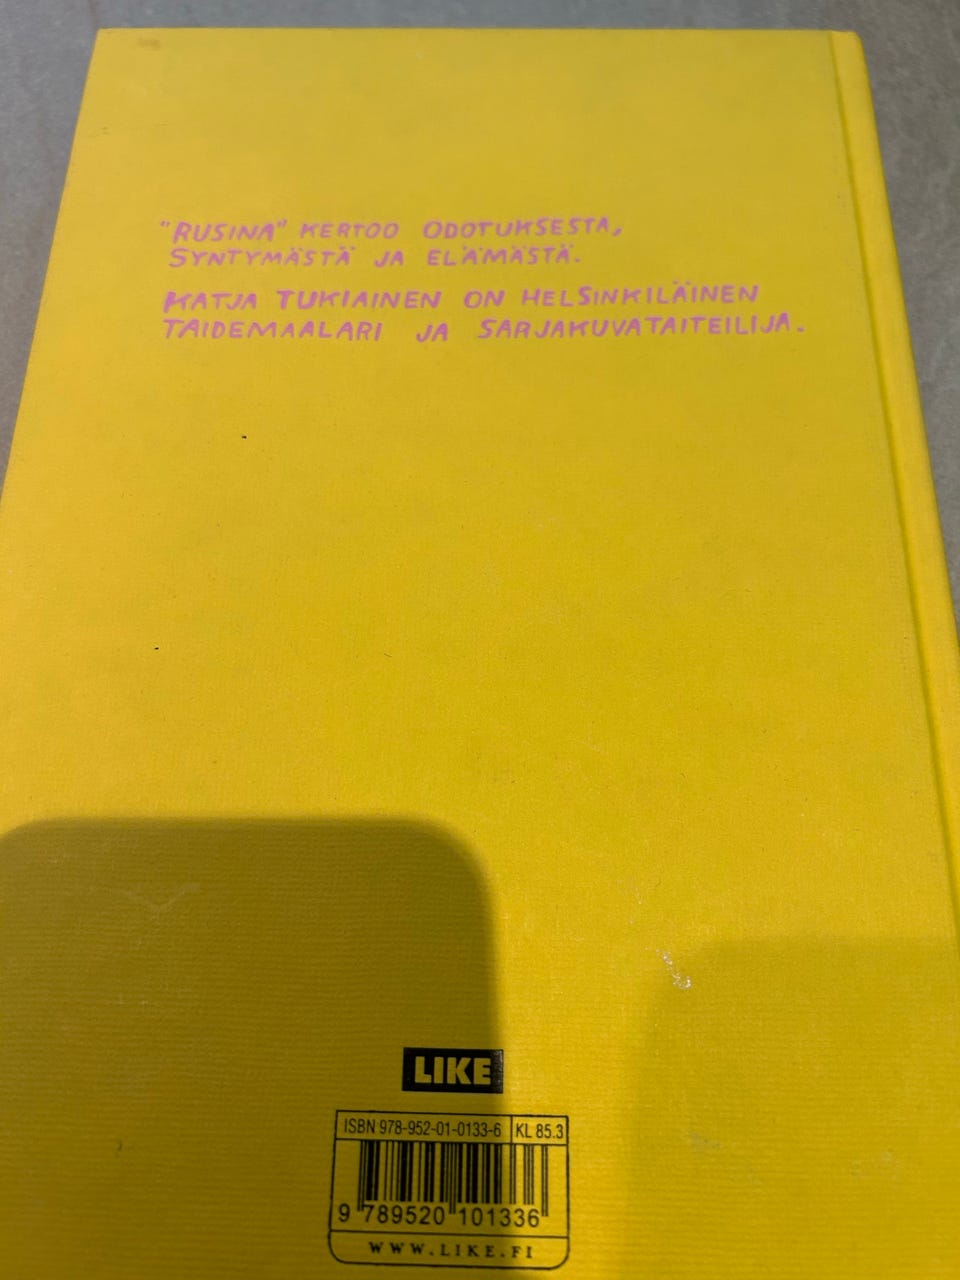 "RUSINA" KERTOO ODOTUKSESTA,
SYNTYMÄSTÄ JA ELÄMÄSTÄ.
KATJA TUKIAINEN ON HELSINKILÄINEN
TAIDEMAALARI JA SARJAKUVATAITEILIJA.
LIKE
ISBN 978-952-01-0133-6 KL 85.3
9 789520 101336
WWW.LIKE.FI